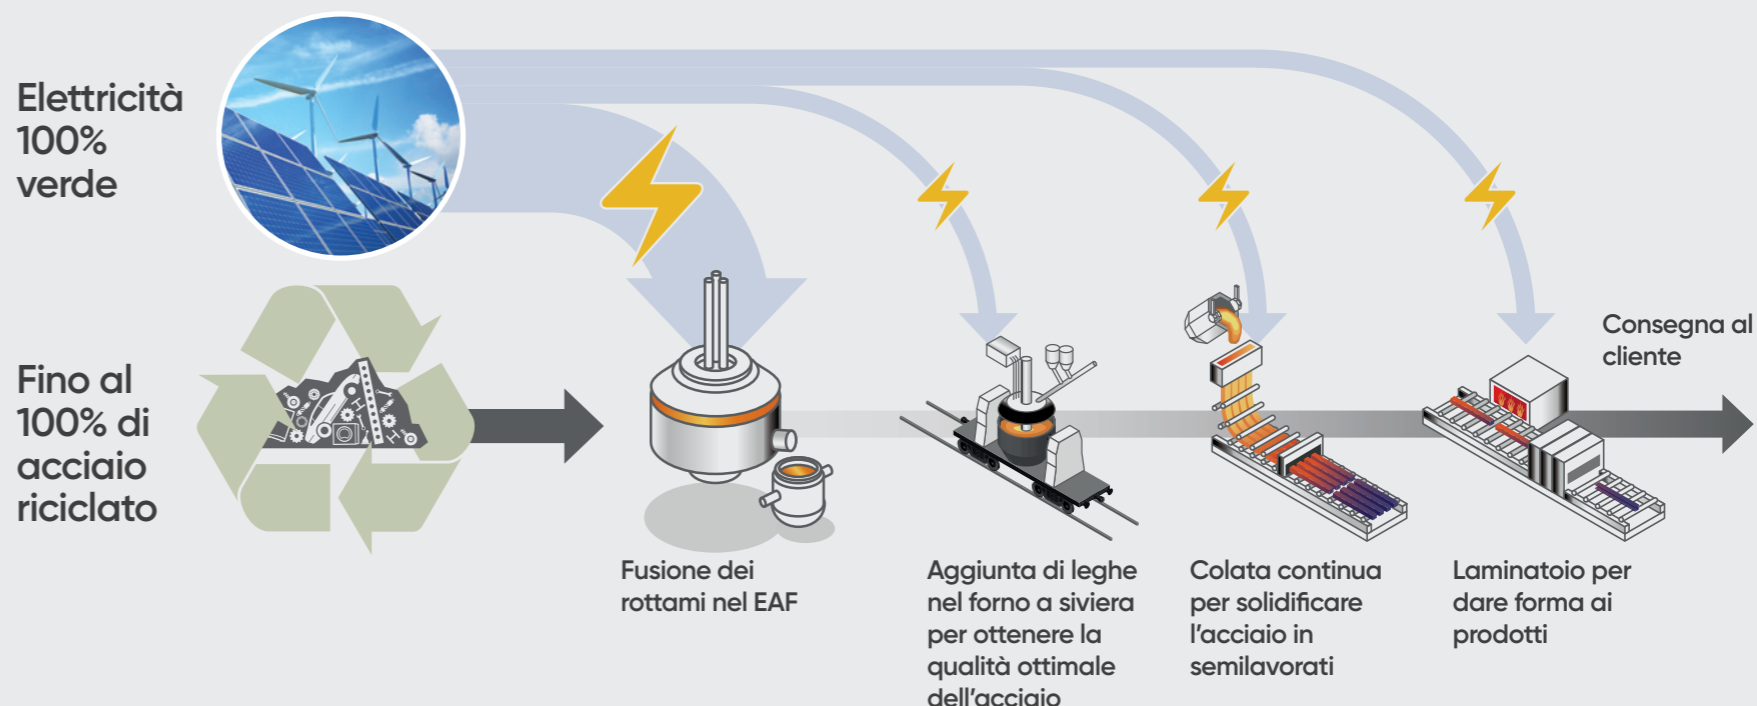 Elettricità
100%
verde
Fino al
100% di
acciaio
riciclato
Consegna al
cliente
Fusione dei
rottami nel EAF
Aggiunta di leghe
nel forno a siviera
per ottenere la
qualità ottimale
dell'acciaio
Colata continua
per solidificare
l'acciaio in
semilavorati
Laminatoio per
dare forma ai
prodotti